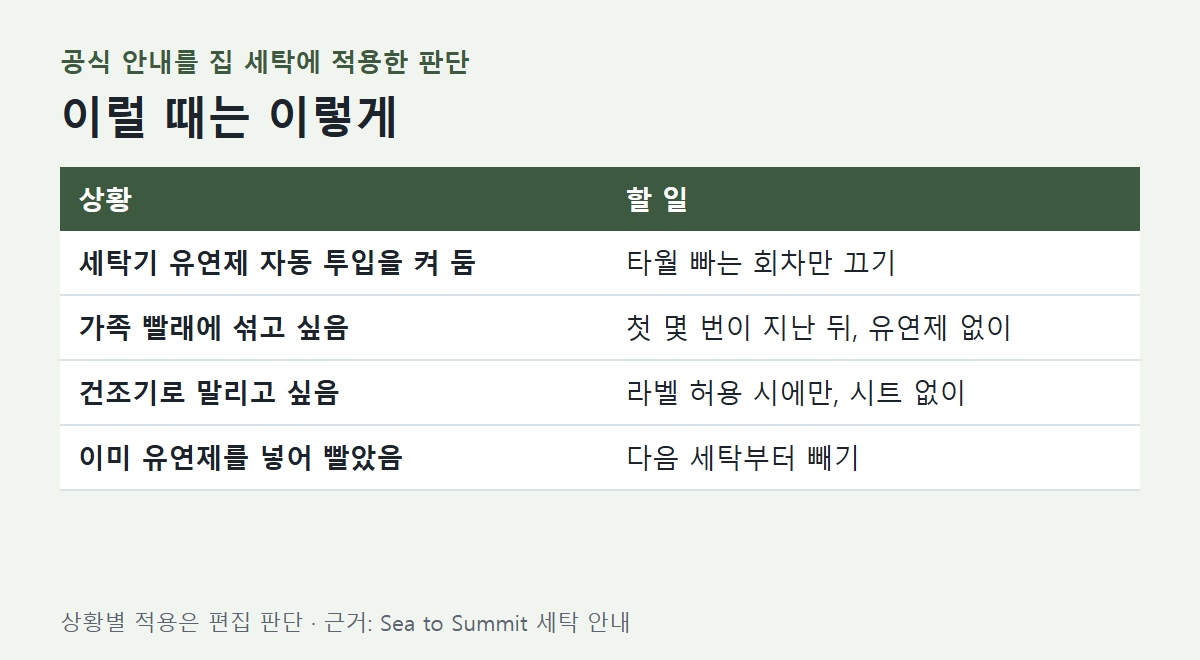 공식 안내를 집 세탁에 적용한 판단
이럴 때는 이렇게
상황 할 일
세탁기 유연제 자동 투입을 켜 둠 타월 빠는 회차만 끄기
가족 빨래에 섞고 싶음 첫 몇 번이 지난 뒤, 유연제 없이
건조기로 말리고 싶음 라벨 허용 시에만, 시트 없이
이미 유연제를 넣어 빨았음 다음 세탁부터 빼기
상황별 적용은 편집 판단 · 근거: Sea to Summit 세탁 안내